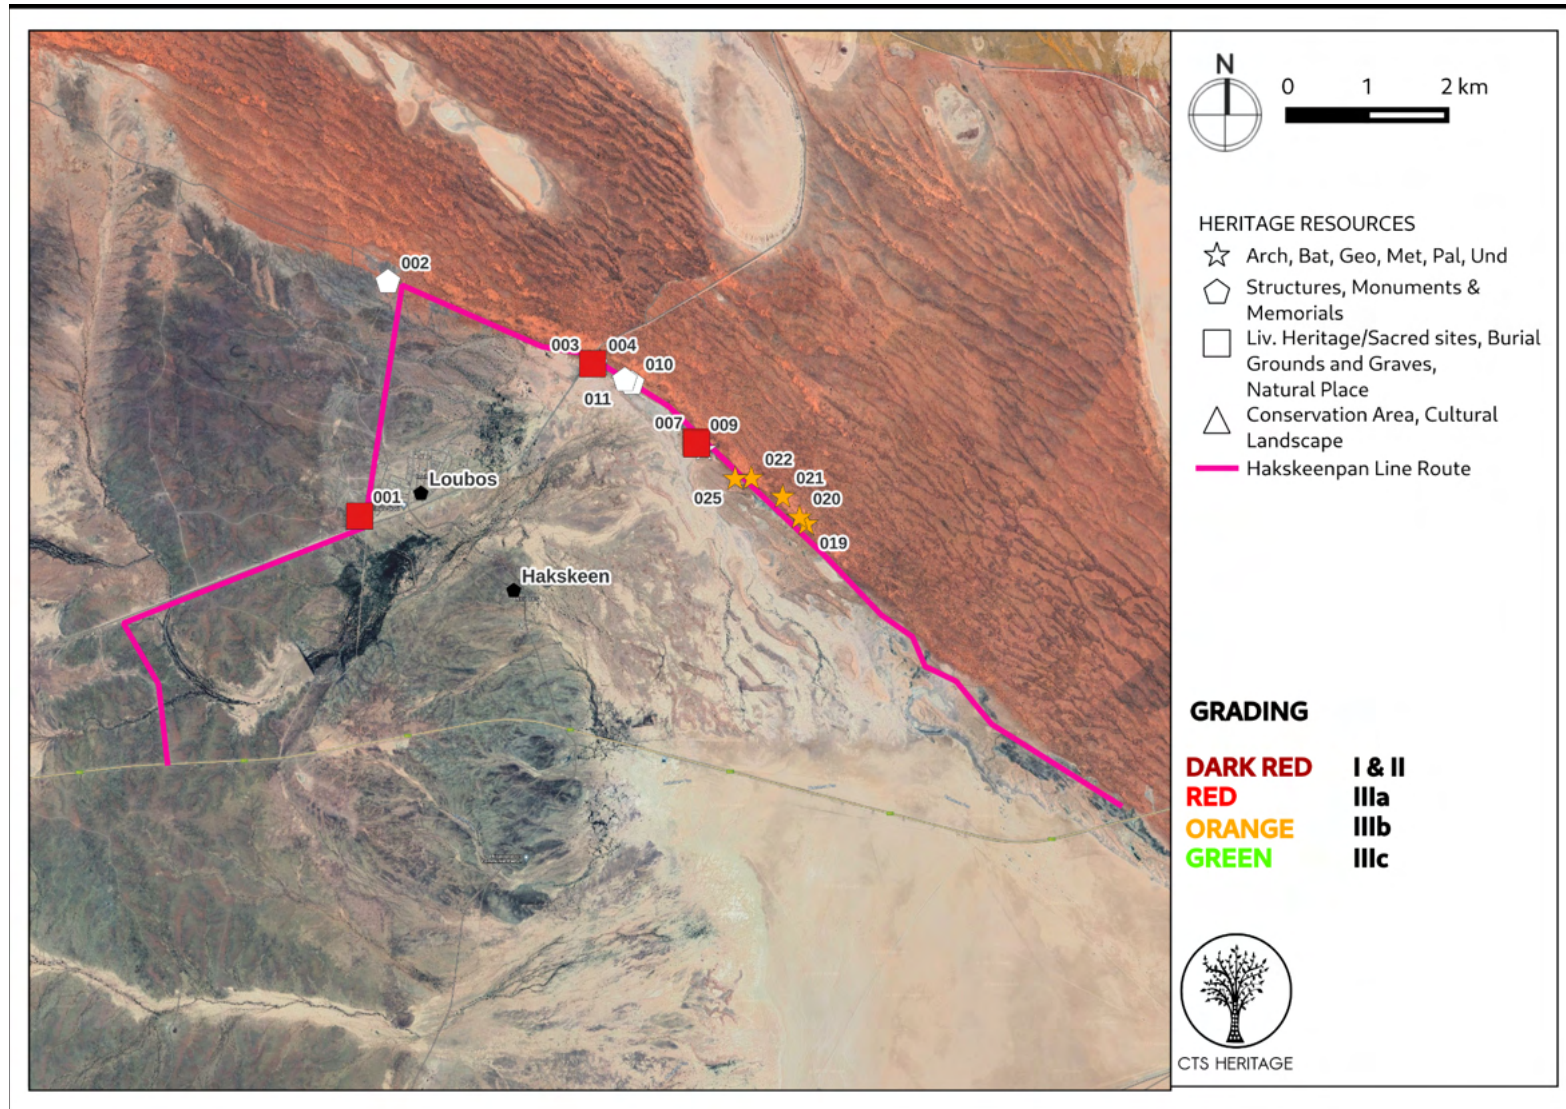 002
003
004
010
011
007
009
022
021
025
020
019
001
Loubos
Hakskeen
N
0 1 2 km
HERITAGE RESOURCES
Arch, Bat, Geo, Met, Pal, Und
Structures, Monuments &
Memorials
Liv. Heritage/Sacred sites, Burial
Grounds and Graves,
Natural Place
Conservation Area, Cultural
Landscape
Hakskeenpan Line Route
GRADING
DARK RED I & II
RED IIIa
ORANGE IIIb
GREEN IIIc
CTS HERITAGE